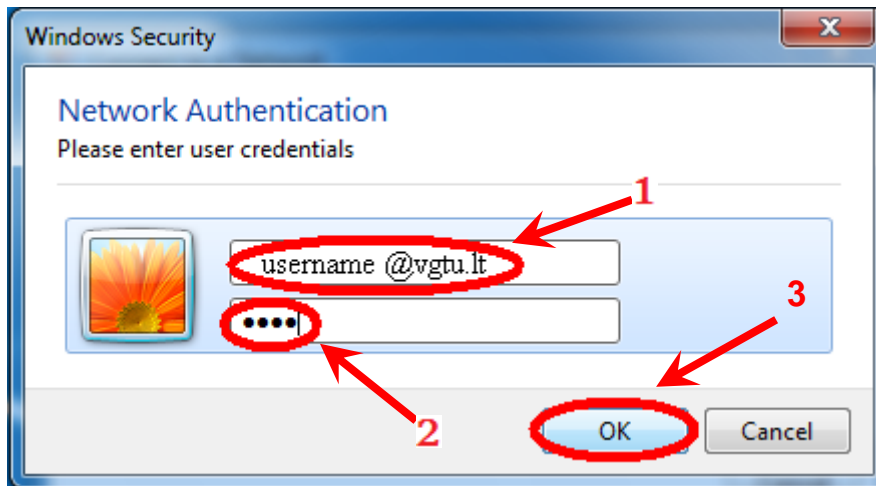 Windows Security
Network Authentication
Please enter user credentials
1
username @vgtu.lt
3
••••
2
OK Cancel